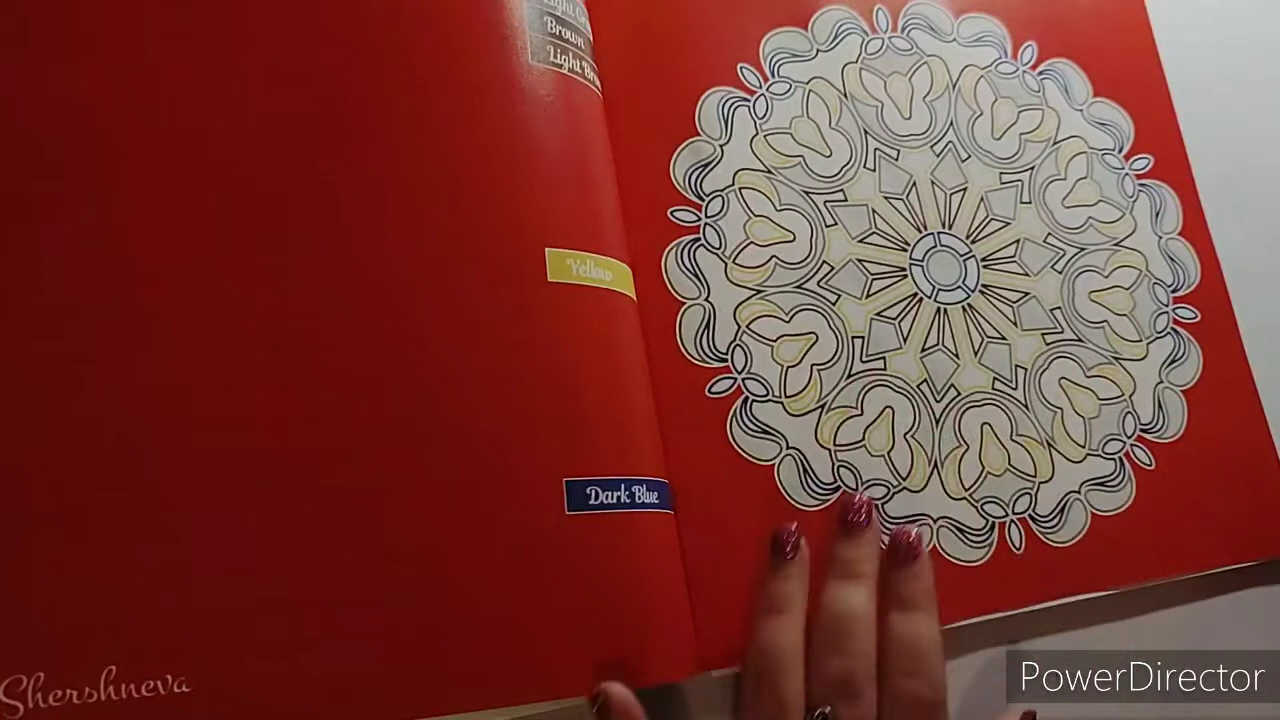 Brown
Yellow
Dark Blue
Shershneva
PowerDirector